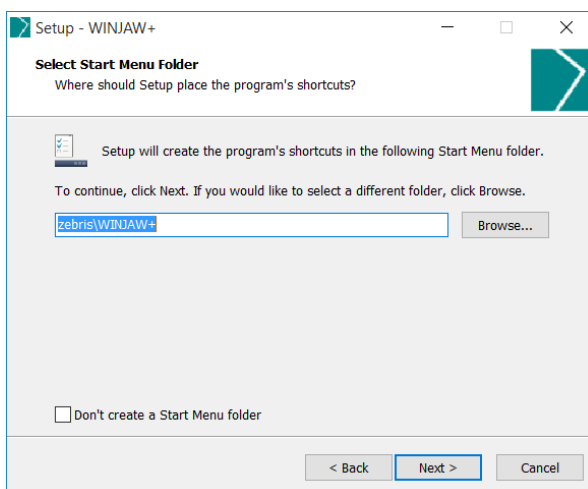 Setup - WINJAW+
Select Start Menu Folder
Where should Setup place the program's shortcuts?
Setup will create the program's shortcuts in the following Start Menu folder.
To continue, click Next. If you would like to select a different folder, click Browse.
zebris\WINJAW+
Browse...
Don't create a Start Menu folder
< Back
Next >
Cancel